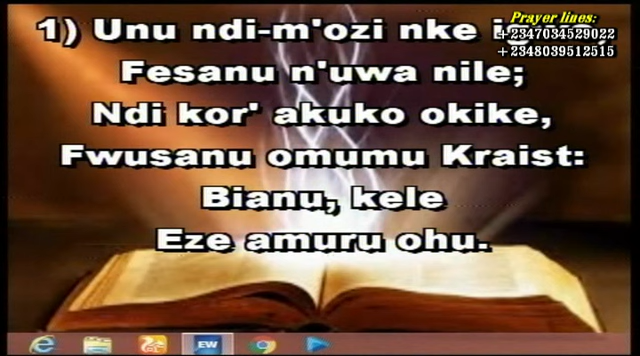 Prayer lines:
+2347034529022
+2348039512515
1) Unu ndi-m'ozi nke
Fesanu n'uwa nile;
Ndi kor' akuko okike,
Fwusanu omumu Kraist:
Bianu, kele
Eze amuru ohu.
EW